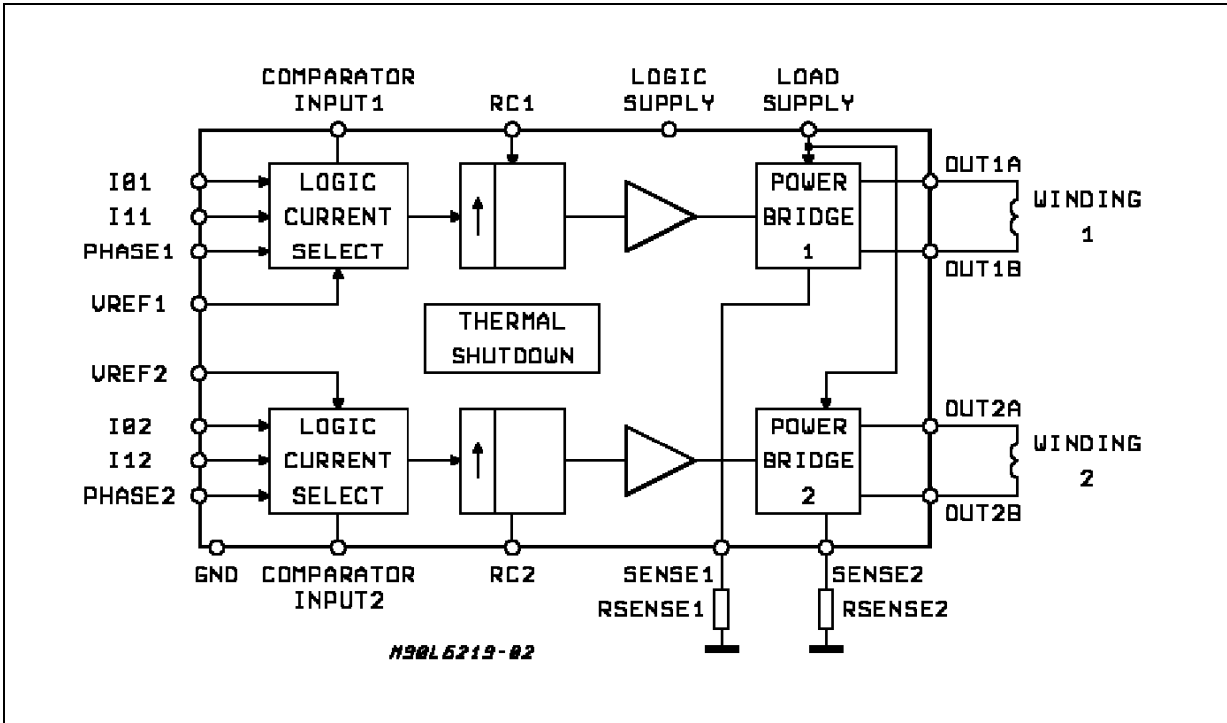 COMPARATOR INPUT1
RC1
LOGIC SUPPLY
LOAD SUPPLY
I01
I11
PHASE1
VREF1
LOGIC CURRENT SELECT
POWER BRIDGE 1
OUT1A
OUT1B
WINDING 1
THERMAL SHUTDOWN
VREF2
I02
I12
PHASE2
LOGIC CURRENT SELECT
POWER BRIDGE 2
OUT2A
OUT2B
WINDING 2
GND
COMPARATOR INPUT2
RC2
SENSE1
SENSE2
RSENSE1
RSENSE2
M90L6219-02